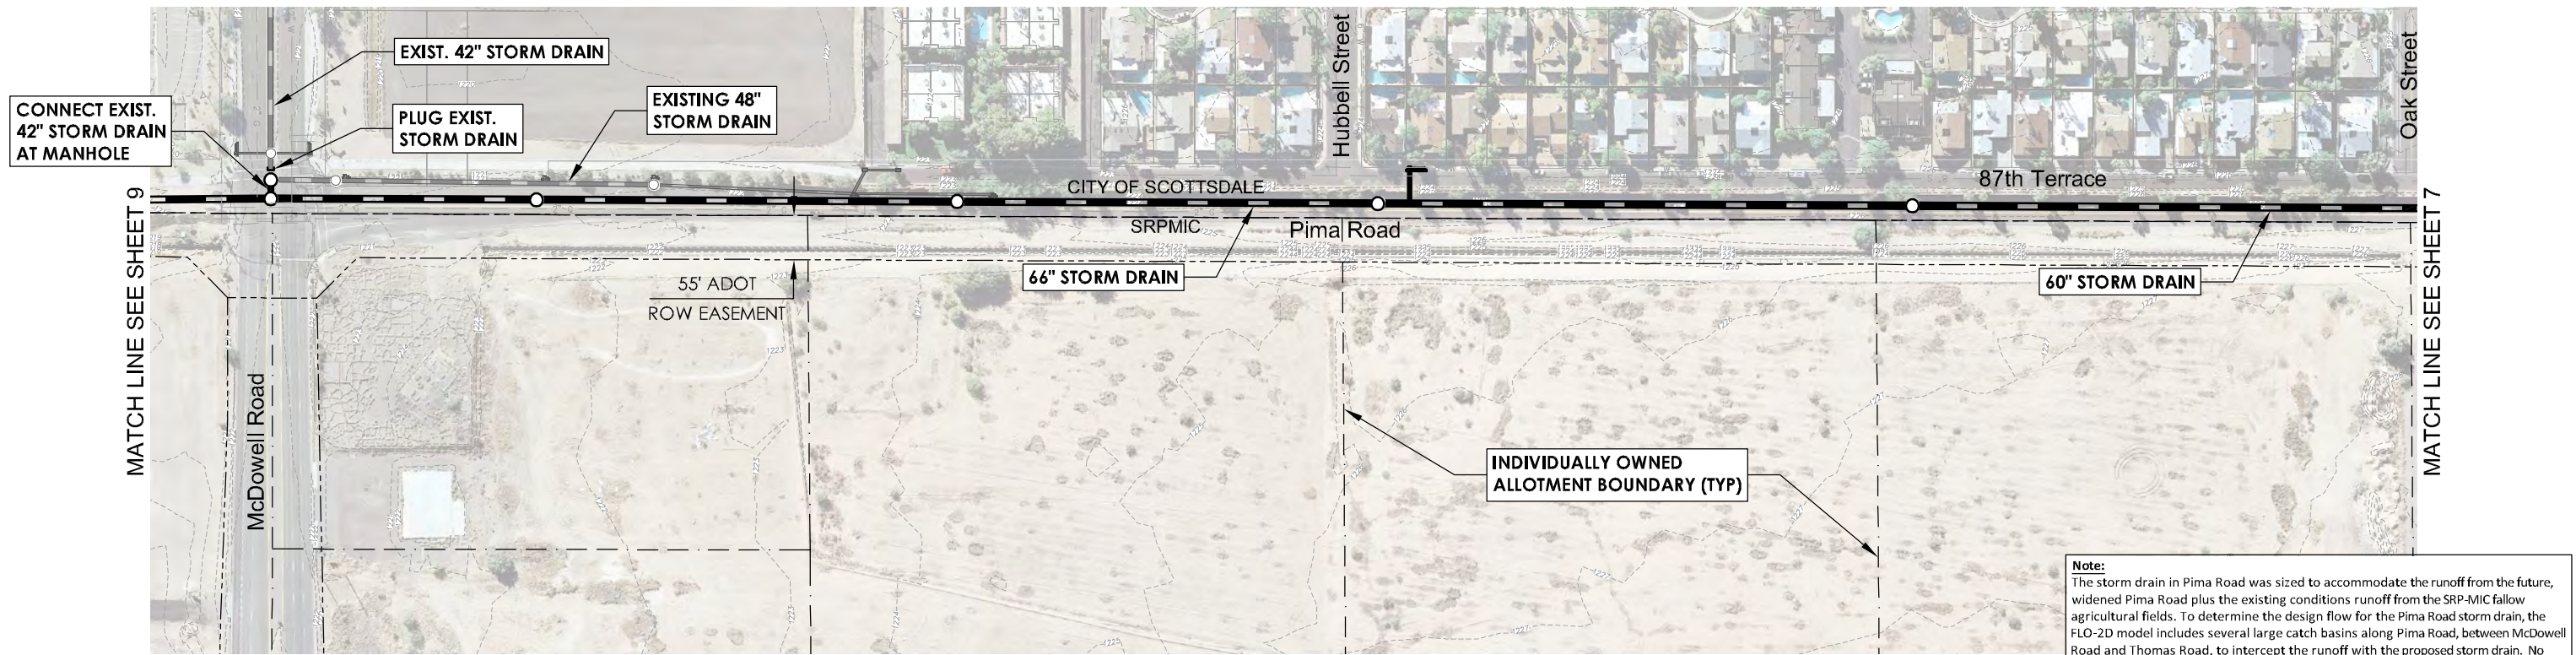 EXIST. 42" STORM DRAIN
CONNECT EXIST.
42" STORM DRAIN
AT MANHOLE
PLUG EXIST.
STORM DRAIN
EXISTING 48"
STORM DRAIN
Hubbell Street
Oak Street
CITY OF SCOTTSDALE
87th Terrace
SRPMIC
Pima Road
MATCH LINE SEE SHEET 9
MATCH LINE SEE SHEET 7
66" STORM DRAIN
60" STORM DRAIN
55' ADOT
ROW EASEMENT
McDowell Road
INDIVIDUALLY OWNED
ALLOTMENT BOUNDARY (TYP)
Note:
The storm drain in Pima Road was sized to accommodate the runoff from the future,
widened Pima Road plus the existing conditions runoff from the SRP-MIC fallow
agricultural fields. To determine the design flow for the Pima Road storm drain, the
FLO-2D model includes several large catch basins along Pima Road, between McDowell
Road and Thomas Road, to intercept the runoff with the proposed storm drain. No